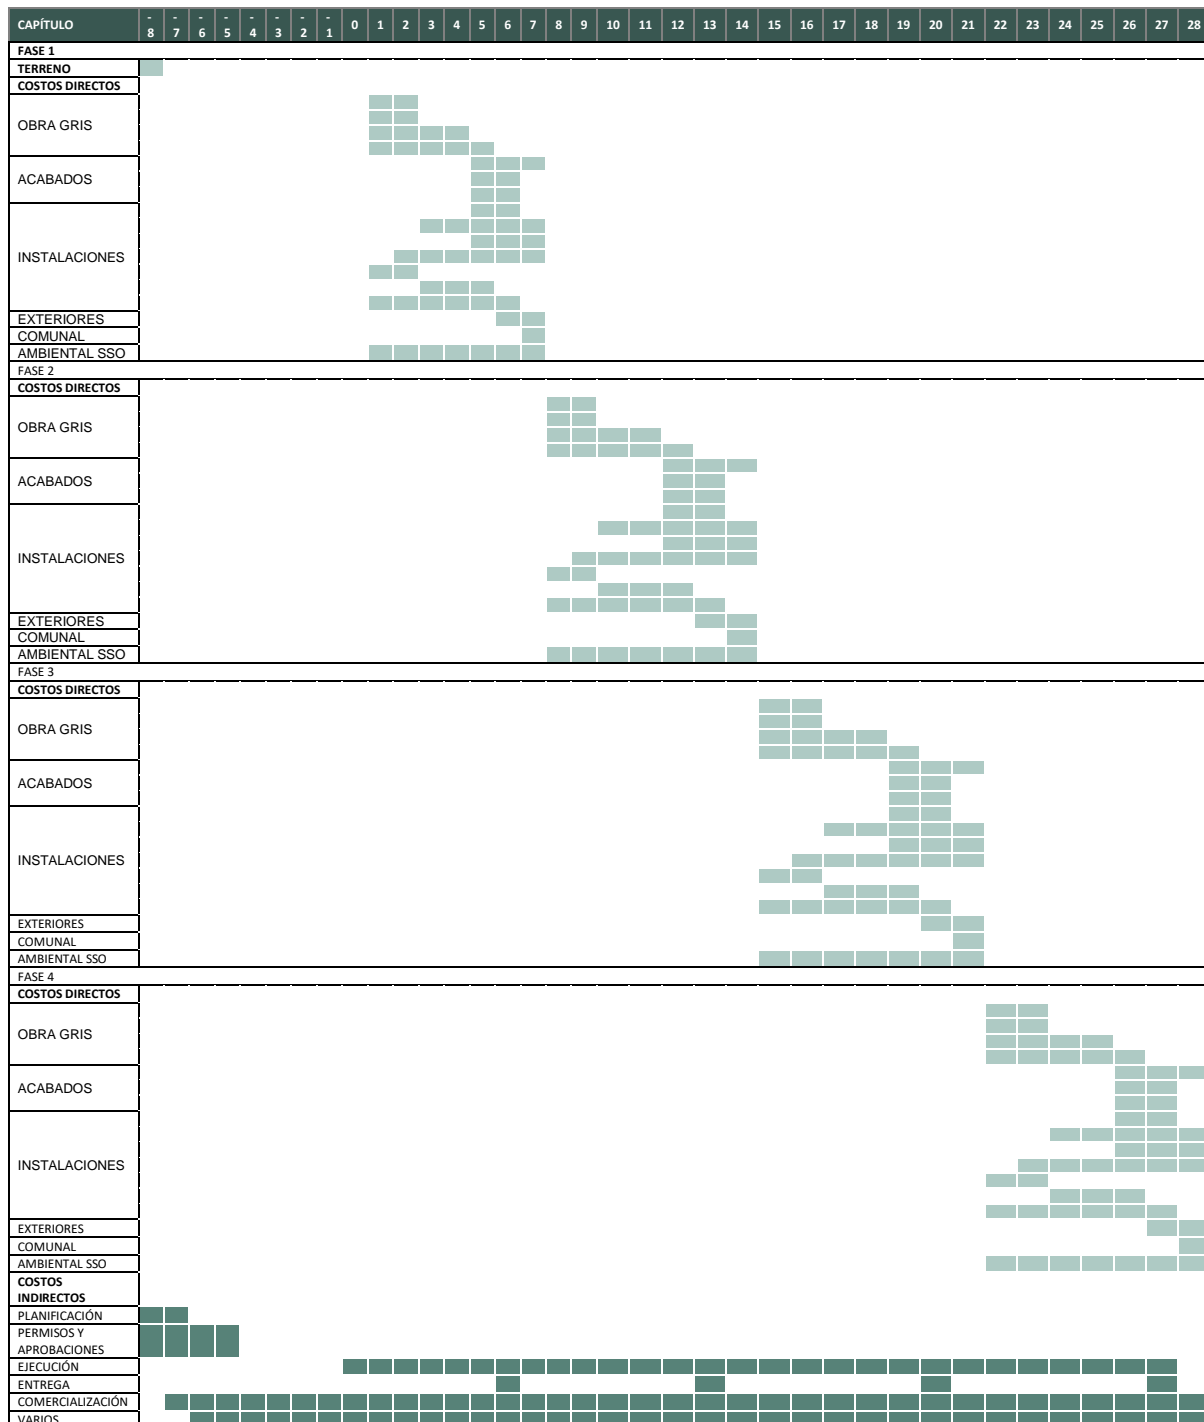 CAPÍTULO -8 -7 -6 -5 -4 -3 -2 -1 0 1 2 3 4 5 6 7 8 9 10 11 12 13 14 15 16 17 18 19 20 21 22 23 24 25 26 27 28
FASE 1
TERRENO
COSTOS DIRECTOS
OBRA GRIS
ACABADOS
INSTALACIONES
EXTERIORES
COMUNAL
AMBIENTAL SSO
FASE 2
COSTOS DIRECTOS
OBRA GRIS
ACABADOS
INSTALACIONES
EXTERIORES
COMUNAL
AMBIENTAL SSO
FASE 3
COSTOS DIRECTOS
OBRA GRIS
ACABADOS
INSTALACIONES
EXTERIORES
COMUNAL
AMBIENTAL SSO
FASE 4
COSTOS DIRECTOS
OBRA GRIS
ACABADOS
INSTALACIONES
EXTERIORES
COMUNAL
AMBIENTAL SSO
COSTOS
INDIRECTOS
PLANIFICACIÓN
PERMISOS Y
APROBACIONES
EJECUCIÓN
ENTREGA
COMERCIALIZACIÓN
VARIOS